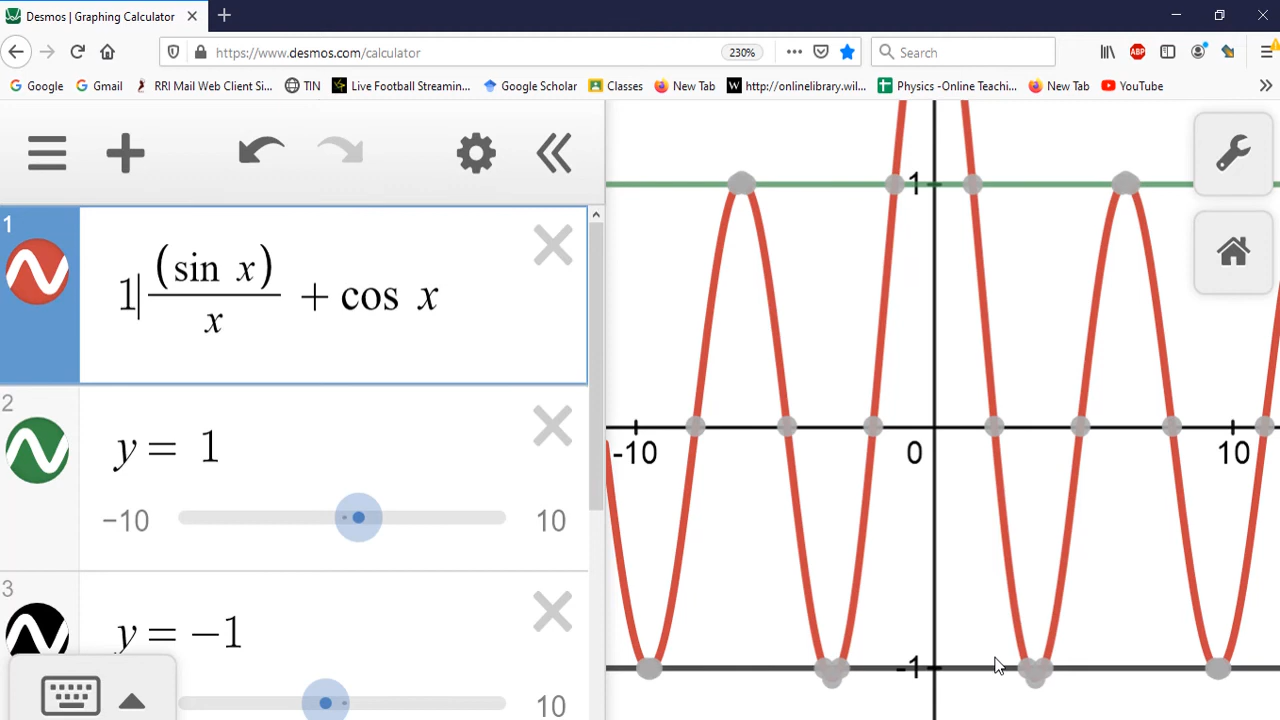 Desmos | Graphing Calculator
https://www.desmos.com/calculator
230%
Search
Google
Gmail
RRI MEd Web Client Si...
TIN
Live Football Streamin...
Google Scholar
Classes
New Tab
http://onlinelibrary.wil...
Physics -Online Teachi...
New Tab
YouTube
ABP
1
1 (sin x)/x + cos x
2
y = 1
−10
10
3
y = −1
10
1
-10
0
10
-1